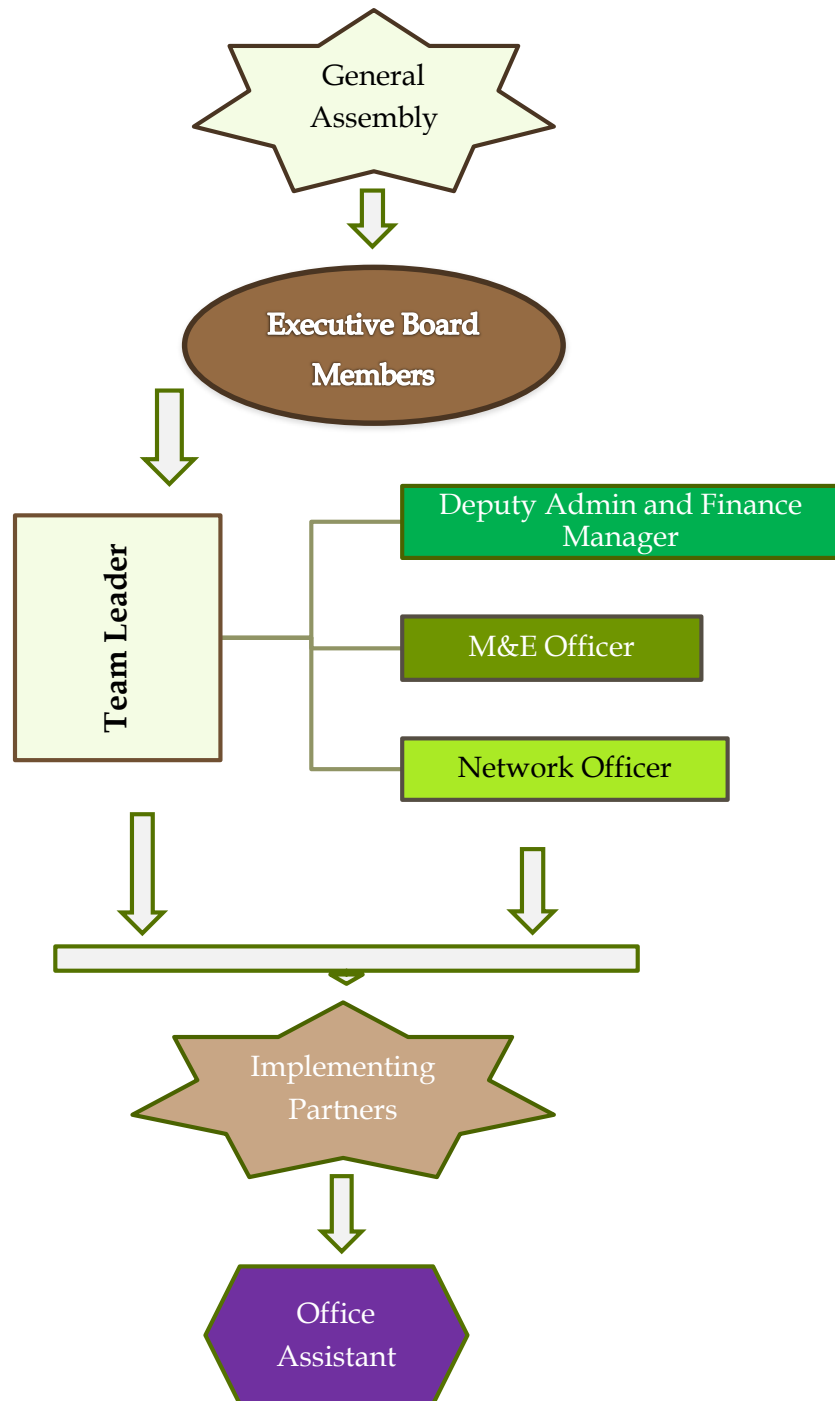 General
Assembly
Executive Board
Members
Team Leader
Deputy Admin and Finance
Manager
M&E Officer
Network Officer
Implementing
Partners
Office
Assistant